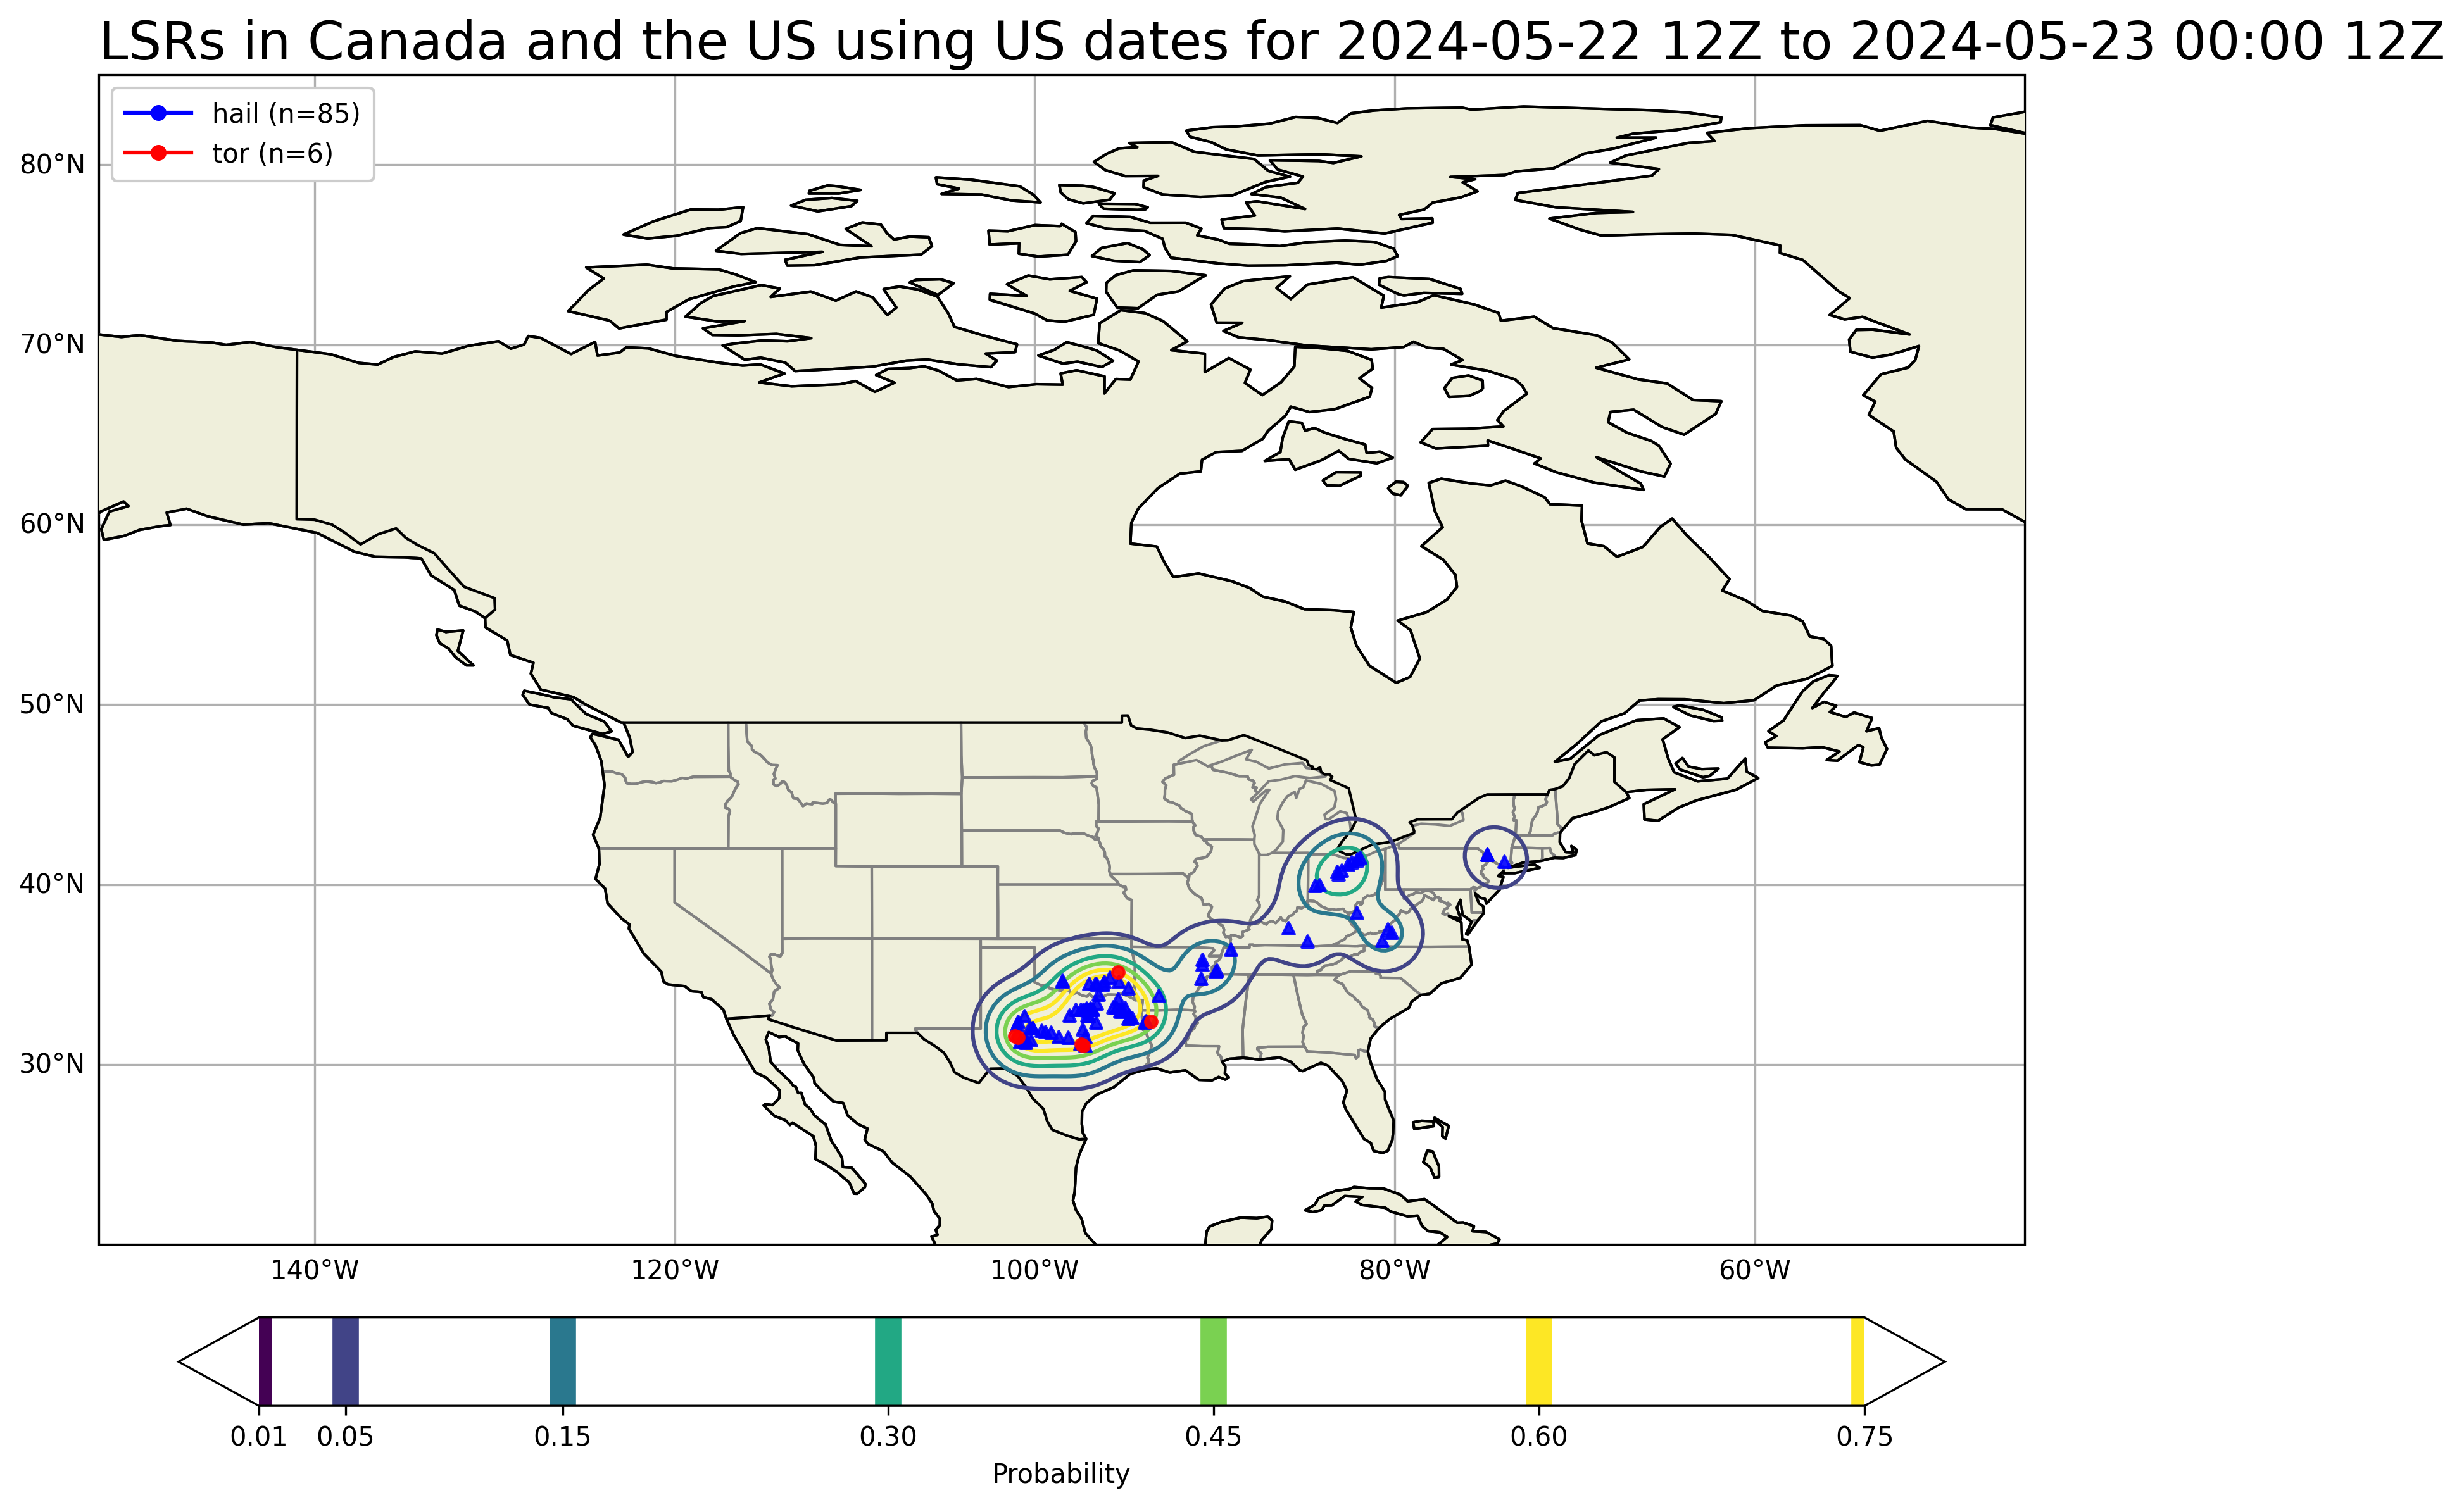 LSRs in Canada and the US using US dates for 2024-05-22 12Z to 2024-05-23 00:00 12Z
hail (n=85)
tor (n=6)
80°N
70°N
60°N
50°N
40°N
30°N
140°W 120°W 100°W 80°W 60°W
0.01 0.05 0.15 0.30 0.45 0.60 0.75
Probability